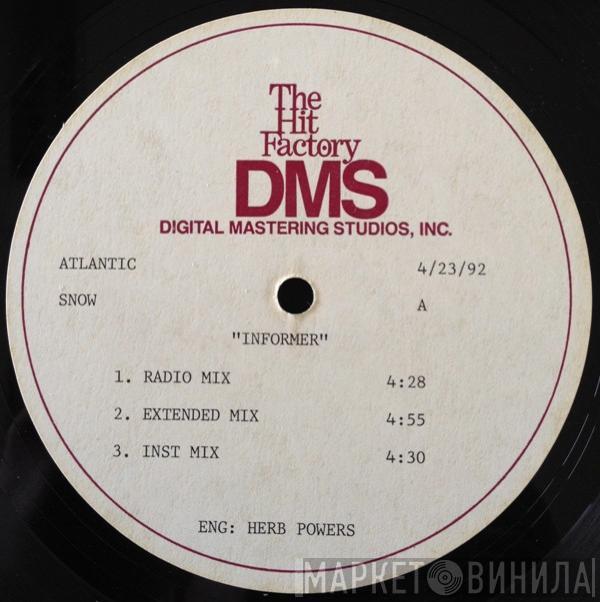 The
Hit
Factory
DMS
DIGITAL MASTERING STUDIOS, INC.
ATLANTIC 4/23/92
SNOW A
"INFORMER"
1. RADIO MIX 4:28
2. EXTENDED MIX 4:55
3. INST MIX 4:30
ENG: HERB POWERS
МАРКЕТ ВИНИЛА